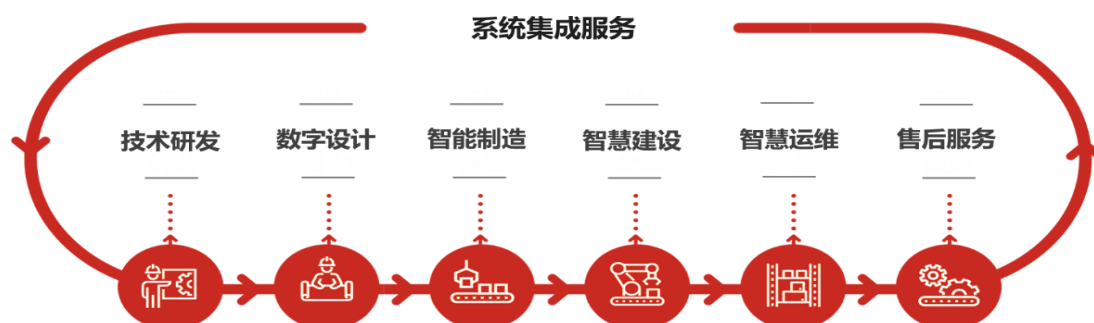 系统集成服务
技术研发
数字设计
智能制造
智慧建设
智慧运维
售后服务